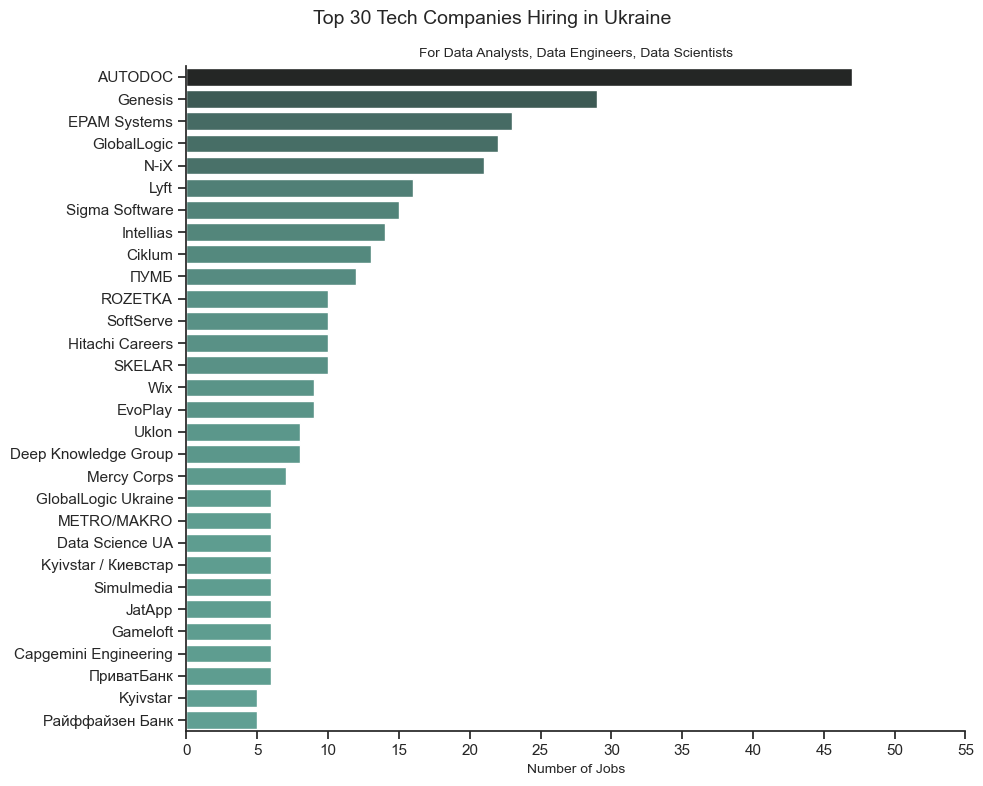 Top 30 Tech Companies Hiring in Ukraine
For Data Analysts, Data Engineers, Data Scientists
AUTODOC
Genesis
EPAM Systems
GlobalLogic
N-iX
Lyft
Sigma Software
Intellias
Ciklum
ПУМБ
ROZETKA
SoftServe
Hitachi Careers
SKELAR
Wix
EvoPlay
Uklon
Deep Knowledge Group
Mercy Corps
GlobalLogic Ukraine
METRO/MAKRO
Data Science UA
Kyivstar / Киевстар
Simulmedia
JatApp
Gameloft
Capgemini Engineering
ПриватБанк
Kyivstar
Райффайзен Банк
0 5 10 15 20 25 30 35 40 45 50 55
Number of Jobs